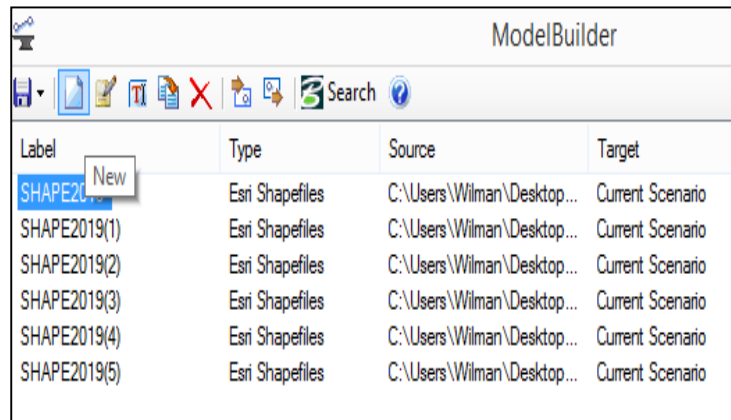 ModelBuilder
Search
Label Type Source Target
New
Esri Shapefiles C:\Users\Wilman\Desktop... Current Scenario
SHAPE2019(1) Esri Shapefiles C:\Users\Wilman\Desktop... Current Scenario
SHAPE2019(2) Esri Shapefiles C:\Users\Wilman\Desktop... Current Scenario
SHAPE2019(3) Esri Shapefiles C:\Users\Wilman\Desktop... Current Scenario
SHAPE2019(4) Esri Shapefiles C:\Users\Wilman\Desktop... Current Scenario
SHAPE2019(5) Esri Shapefiles C:\Users\Wilman\Desktop... Current Scenario